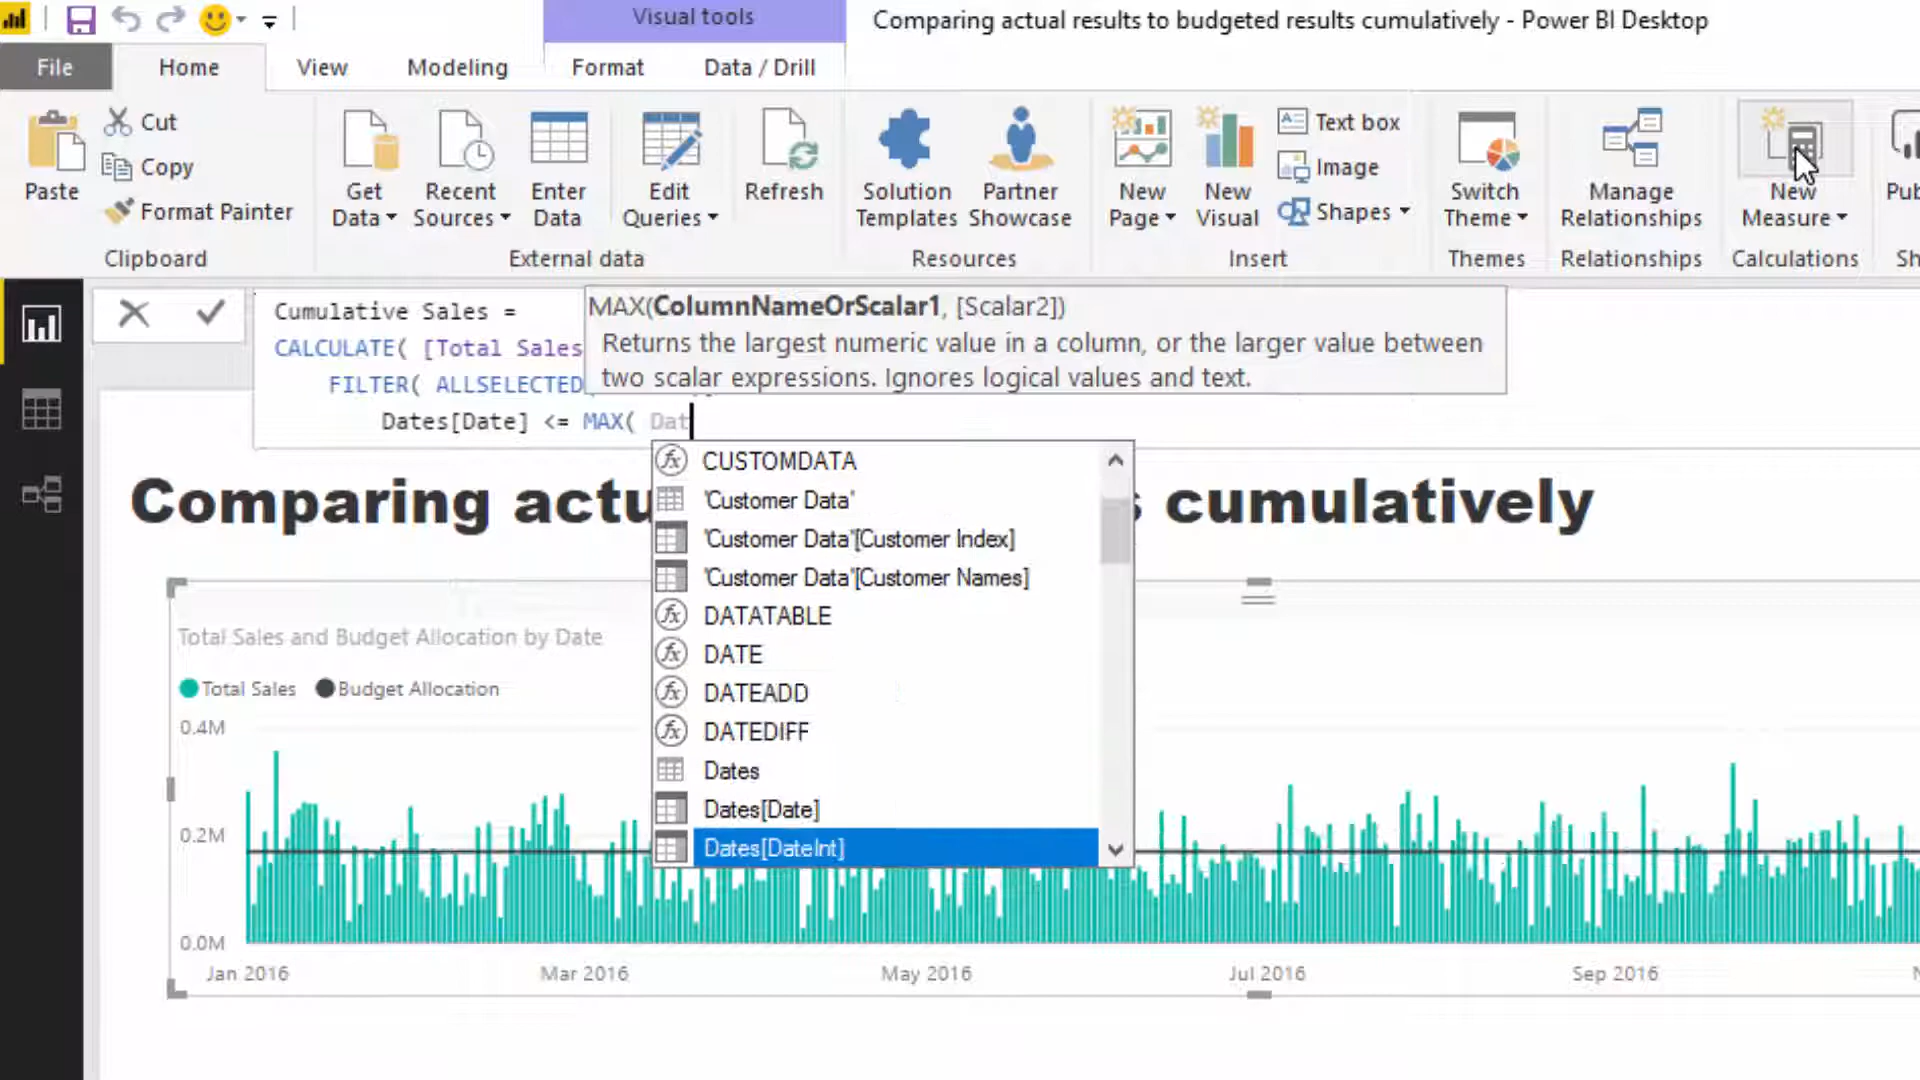 Visual tools
Comparing actual results to budgeted results cumulatively - Power BI Desktop
File
Home
View
Modeling
Format
Data / Drill
Paste
Cut
Copy
Format Painter
Clipboard
Get Data
Recent Sources
Enter Data
Edit Queries
Refresh
External data
Solution Templates
Partner Showcase
Resources
New Page
New Visual
Text box
Image
Shapes
Insert
Switch Theme
Themes
Manage Relationships
Relationships
New Measure
Calculations
Pub
Sh
Cumulative Sales =
CALCULATE( [Total Sales
FILTER( ALLSELECTED
Dates[Date] <= MAX( Dat
MAX(ColumnNameOrScalar1, [Scalar2])
Returns the largest numeric value in a column, or the larger value between
two scalar expressions. Ignores logical values and text.
CUSTOMDATA
'Customer Data'
'Customer Data'[Customer Index]
'Customer Data'[Customer Names]
DATATABLE
DATE
DATEADD
DATEDIFF
Dates
Dates[Date]
Dates[DateInt]
Comparing actu
s cumulatively
Total Sales and Budget Allocation by Date
Total Sales
Budget Allocation
0.4M
0.2M
0.0M
Jan 2016
Mar 2016
May 2016
Jul 2016
Sep 2016